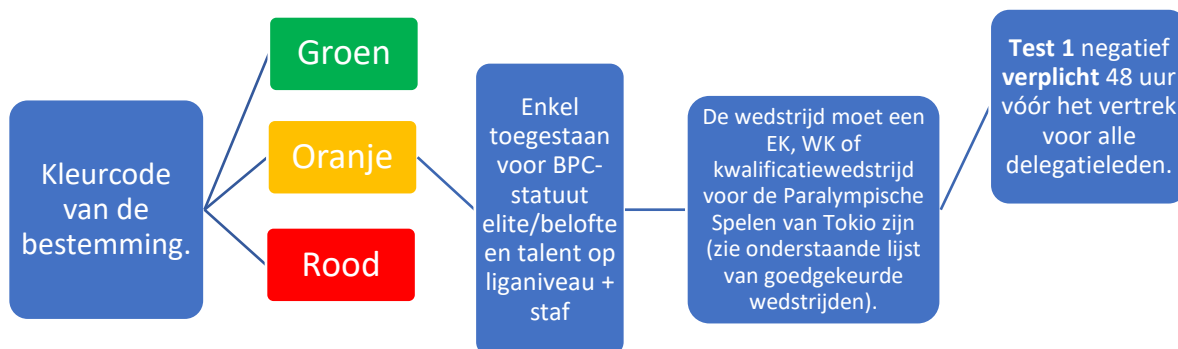 Kleurcode
van de
bestemming.
Groen
Oranje
Rood
Enkel
toegestaan
voor BPC-
statuut
elite/belofte
en talent op
liganiveau +
staf
De wedstrijd moet een
EK, WK of
kwalificatiewedstrijd
voor de Paralympische
Spelen van Tokio zijn
(zie onderstaande lijst
van goedgekeurde
wedstrijden).
Test 1 negatief
verplicht 48 uur
vóór het vertrek
voor alle
delegatieleden.